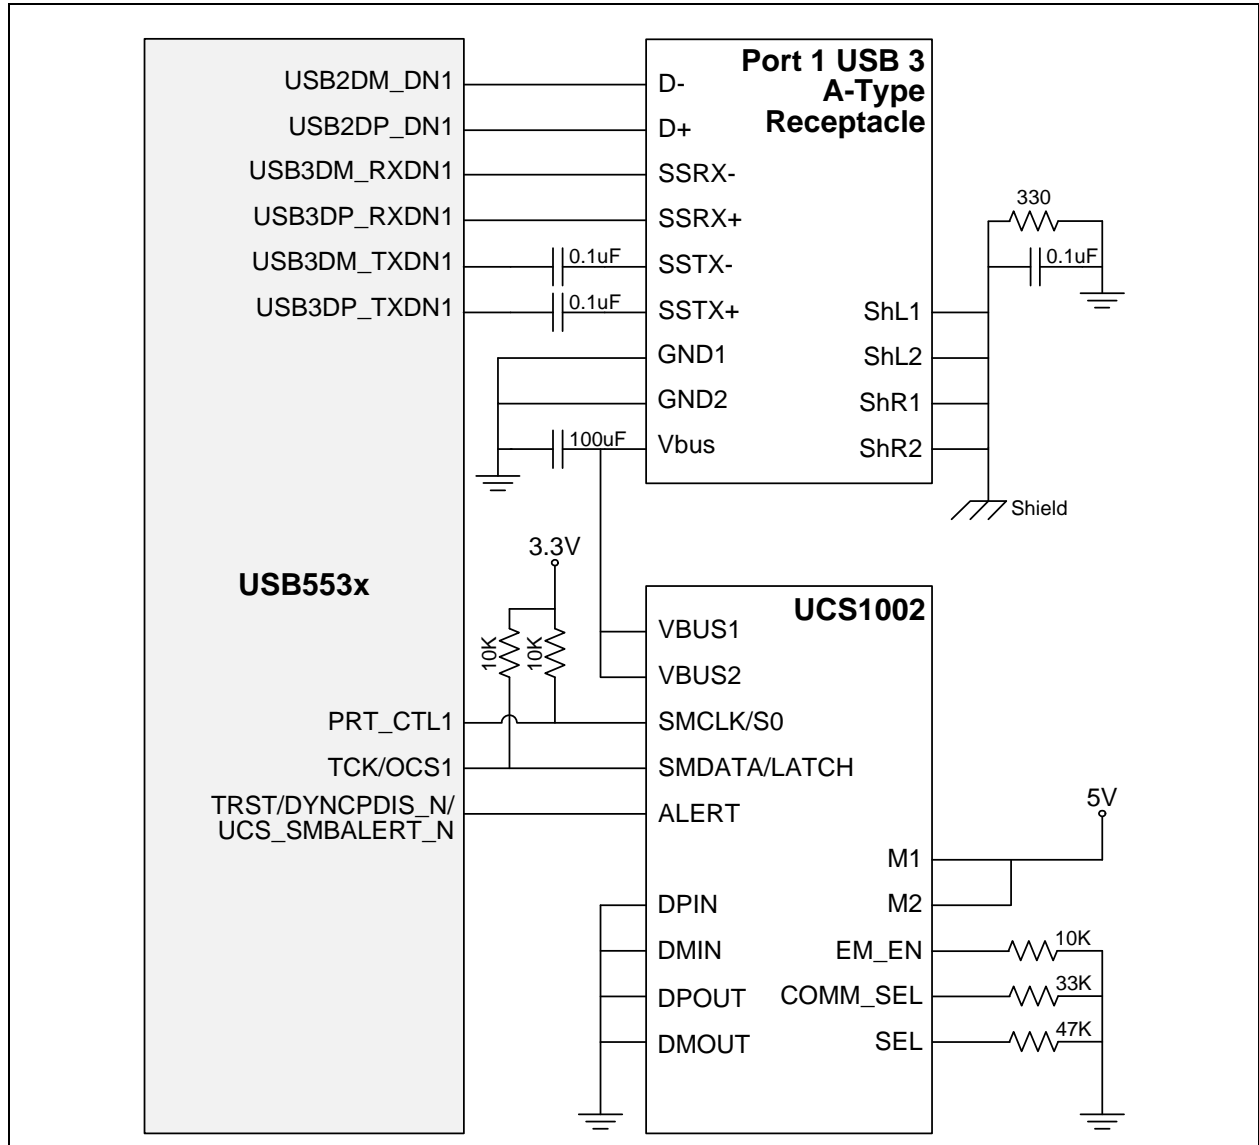 USB553x
USB2DM_DN1
USB2DP_DN1
USB3DM_RXDN1
USB3DP_RXDN1
USB3DM_TXDN1
USB3DP_TXDN1
PRT_CTL1
TCK/OCS1
TRST/DYNCPDIS_N/
UCS_SMBALERT_N
0.1uF
0.1uF
100uF
3.3V
10K
10K
Port 1 USB 3
A-Type
Receptacle
D-
D+
SSRX-
SSRX+
SSTX-
SSTX+
GND1
GND2
Vbus
ShL1
ShL2
ShR1
ShR2
330
0.1uF
Shield
UCS1002
VBUS1
VBUS2
SMCLK/S0
SMDATA/LATCH
ALERT
DPIN
DMIN
DPOUT
DMOUT
M1
M2
EM_EN
COMM_SEL
SEL
5V
10K
33K
47K